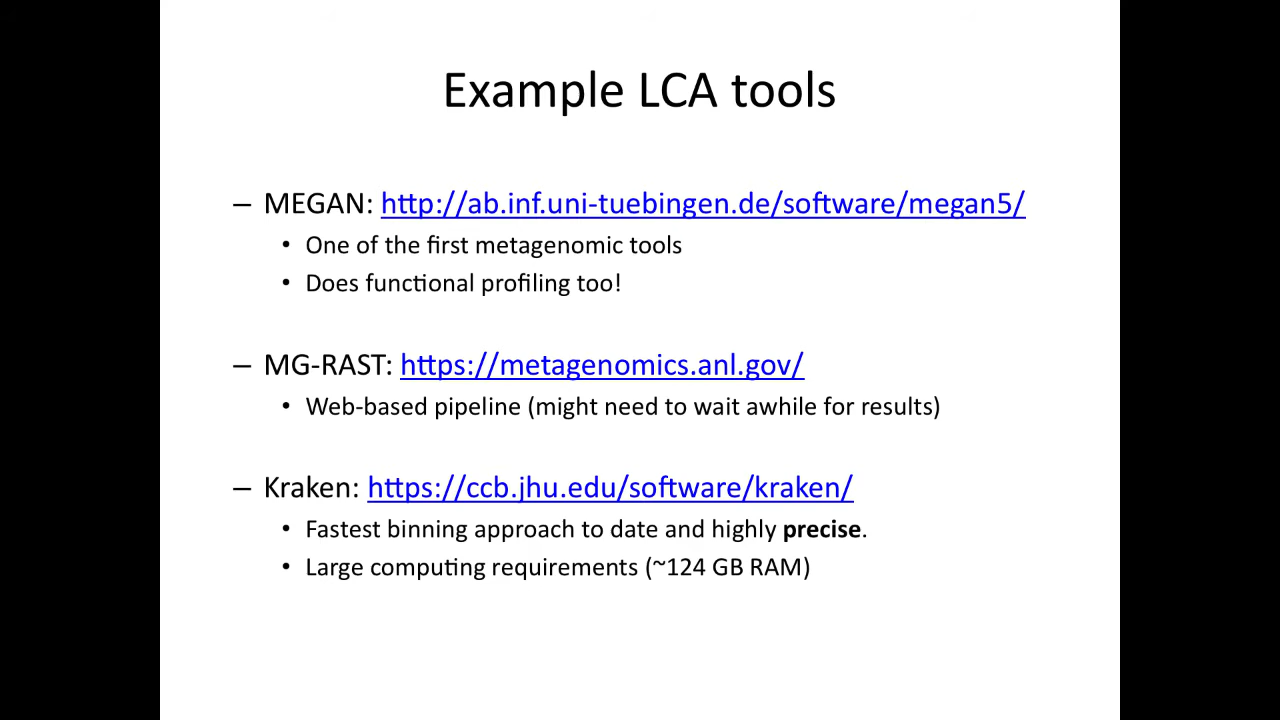 Example LCA tools
– MEGAN: http://ab.inf.uni-tuebingen.de/software/megan5/
• One of the first metagenomic tools
• Does functional profiling too!
– MG-RAST: https://metagenomics.anl.gov/
• Web-based pipeline (might need to wait awhile for results)
– Kraken: https://ccb.jhu.edu/software/kraken/
• Fastest binning approach to date and highly precise.
• Large computing requirements (~124 GB RAM)